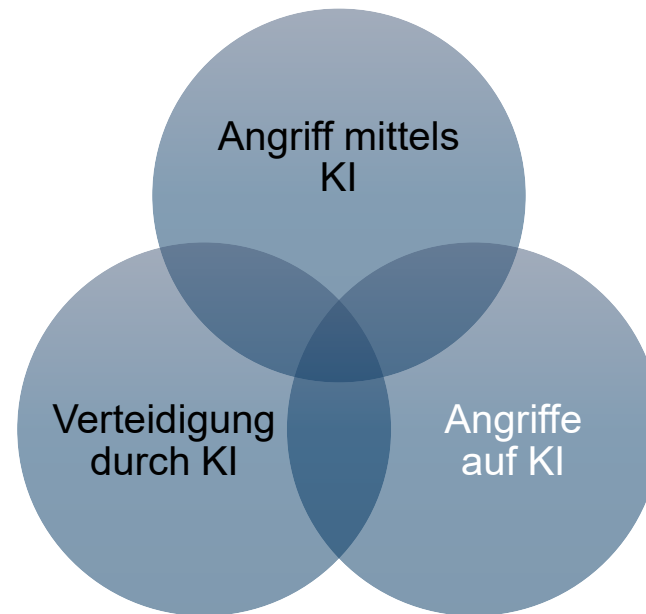 Angriff mittels
KI
Verteidigung
durch KI
Angriffe
auf KI